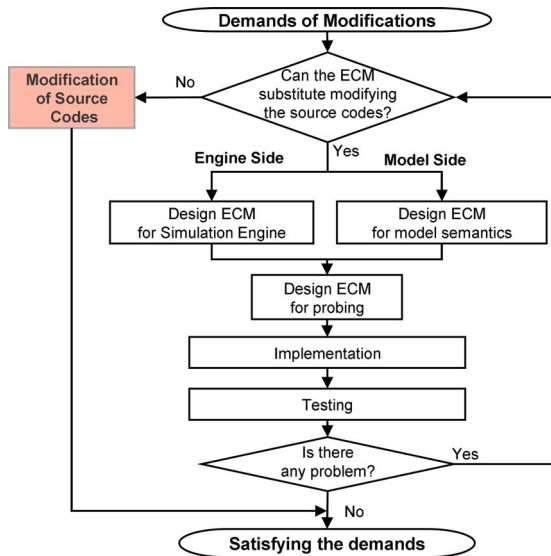 Demands of Modifications
Can the ECM
substitute modifying
the source codes?
No
Modification
of Source
Codes
Yes
Engine Side
Model Side
Design ECM
for Simulation Engine
Design ECM
for model semantics
Design ECM
for probing
Implementation
Testing
Is there
any problem?
Yes
No
Satisfying the demands